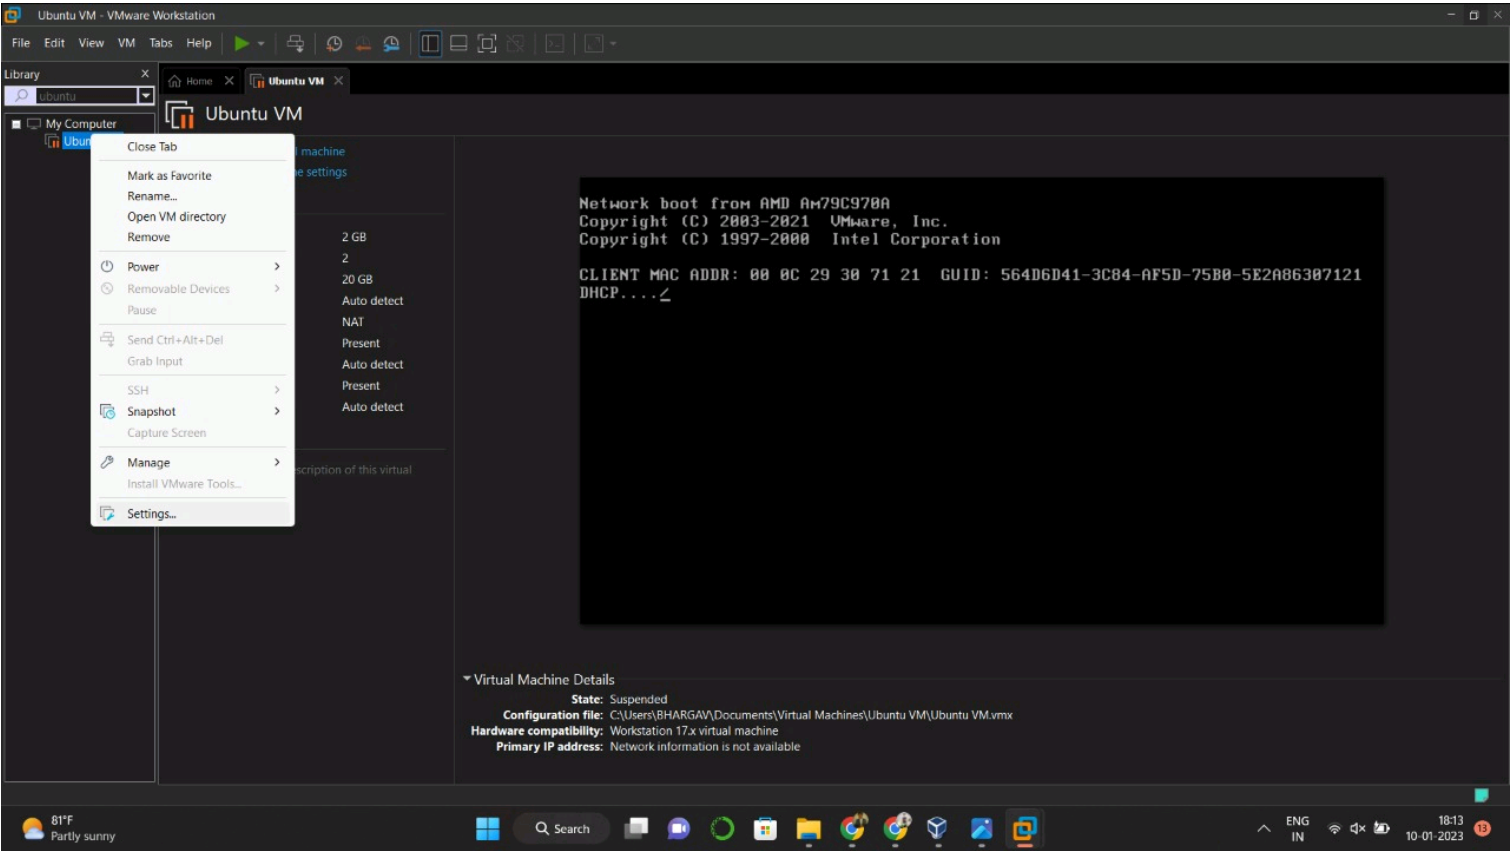 Ubuntu VM - VMware Workstation
File Edit View VM Tabs Help
Library X
Home X Ubuntu VM X
ubuntu
Ubuntu VM
My Computer
Ubun
Close Tab
Mark as Favorite
Rename...
Open VM directory
Remove
Power
Removable Devices
Pause
Send Ctrl+Alt+Del
Grab Input
SSH
Snapshot
Capture Screen
Manage
Install VMware Tools...
Settings...
machine
settings
2 GB
2
20 GB
Auto detect
NAT
Present
Auto detect
Present
Auto detect
scription of this virtual
Network boot from AMD Am79C970A
Copyright (C) 2003-2021 VMware, Inc.
Copyright (C) 1997-2000 Intel Corporation
CLIENT MAC ADDR: 00 0C 29 30 71 21 GUID: 564D6D41-3C84-AF5D-75B0-5E2A86307121
DHCP..../
Virtual Machine Details
State: Suspended
Configuration file: C:\Users\BHARGAV\Documents\Virtual Machines\Ubuntu VM\Ubuntu VM.vmx
Hardware compatibility: Workstation 17.x virtual machine
Primary IP address: Network information is not available
81°F
Partly sunny
Search
ENG
IN
18:13
10-01-2023
13